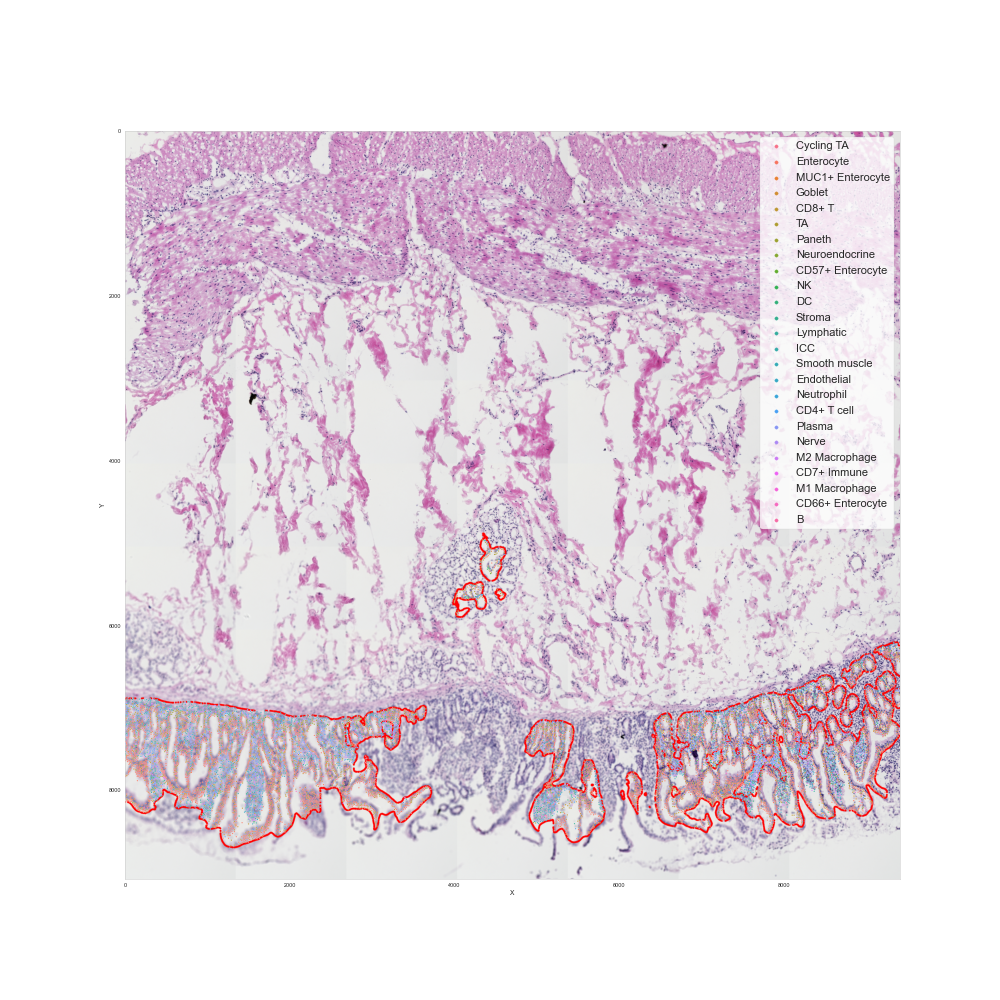 Cycling TA
Enterocyte
MUC1+ Enterocyte
Goblet
CD8+ T
TA
Paneth
Neuroendocrine
CD57+ Enterocyte
NK
DC
Stroma
Lymphatic
ICC
Smooth muscle
Endothelial
Neutrophil
CD4+ T cell
Plasma
Nerve
M2 Macrophage
CD7+ Immune
M1 Macrophage
CD66+ Enterocyte
B
0
2000
4000
6000
8000
Y
0 2000 4000 6000 8000
X